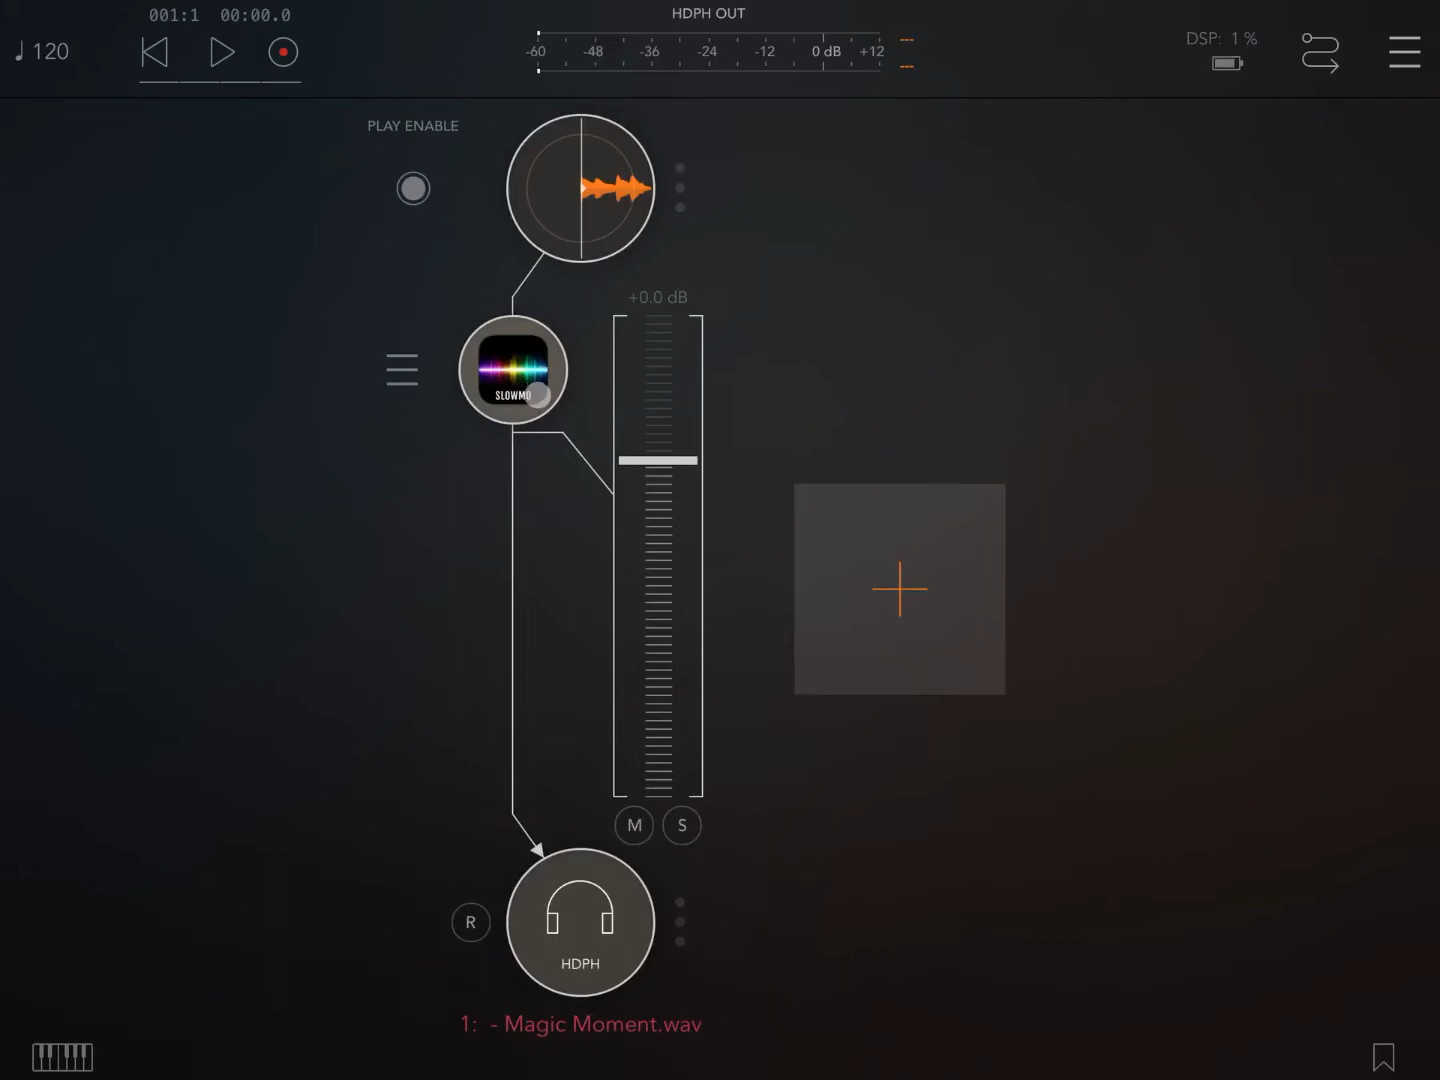 001:1 00:00.0
HDPH OUT
120
-60 -48 -36 -24 -12 0 dB +12
DSP: 1 %
PLAY ENABLE
+0.0 dB
SLOWMO
M S
R
HDPH
1: - Magic Moment.wav